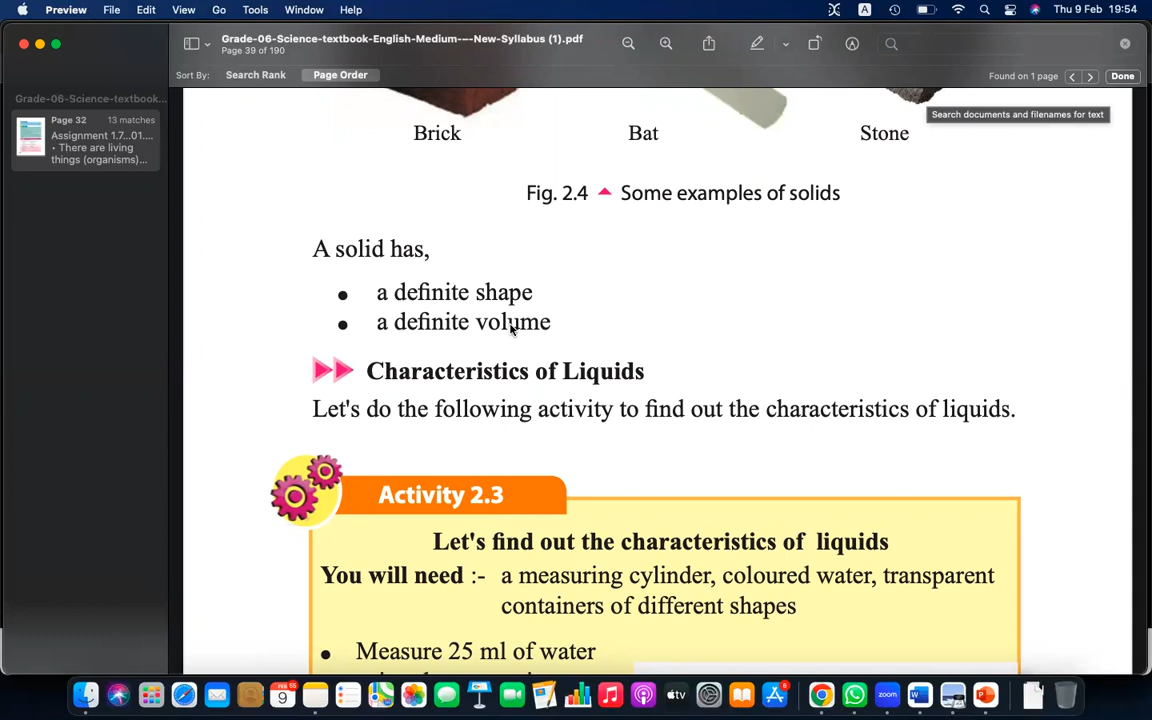 Preview File Edit View Go Tools Window Help
A
Thu 9 Feb 19:54
Grade-06-Science-textbook-English-Medium---New-Syllabus (1).pdf
Page 39 of 190
Sort By: Search Rank Page Order
Found on 1 page
Done
Search documents and filenames for text
Grade-06-Science-textbook...
Page 32 13 matches
Assignment 1.7...01....
• There are living
things (organisms)...
Brick Bat Stone
Fig. 2.4 Some examples of solids
A solid has,
● a definite shape
● a definite volume
Characteristics of Liquids
Let's do the following activity to find out the characteristics of liquids.
Activity 2.3
Let's find out the characteristics of liquids
You will need :- a measuring cylinder, coloured water, transparent
containers of different shapes
● Measure 25 ml of water
FEB
9
tv
zoom
W
P